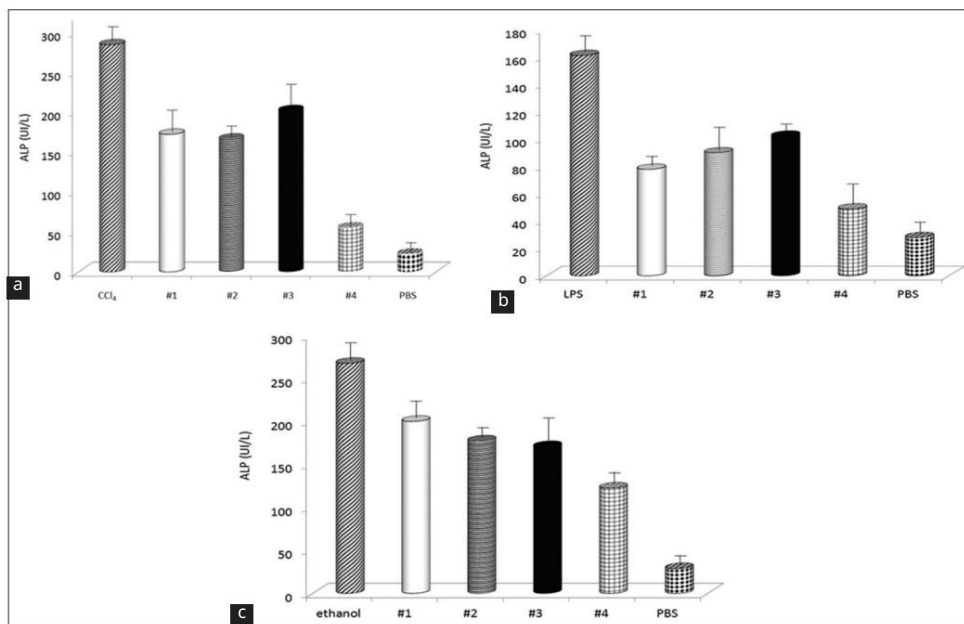 300
250
200
150
100
50
0
ALP (UI/L)
CCl₄ #1 #2 #3 #4 PBS
a
180
160
140
120
100
80
60
40
20
0
ALP (UI/L)
LPS #1 #2 #3 #4 PBS
b
300
250
200
150
100
50
0
ALP (UI/L)
ethanol #1 #2 #3 #4 PBS
c